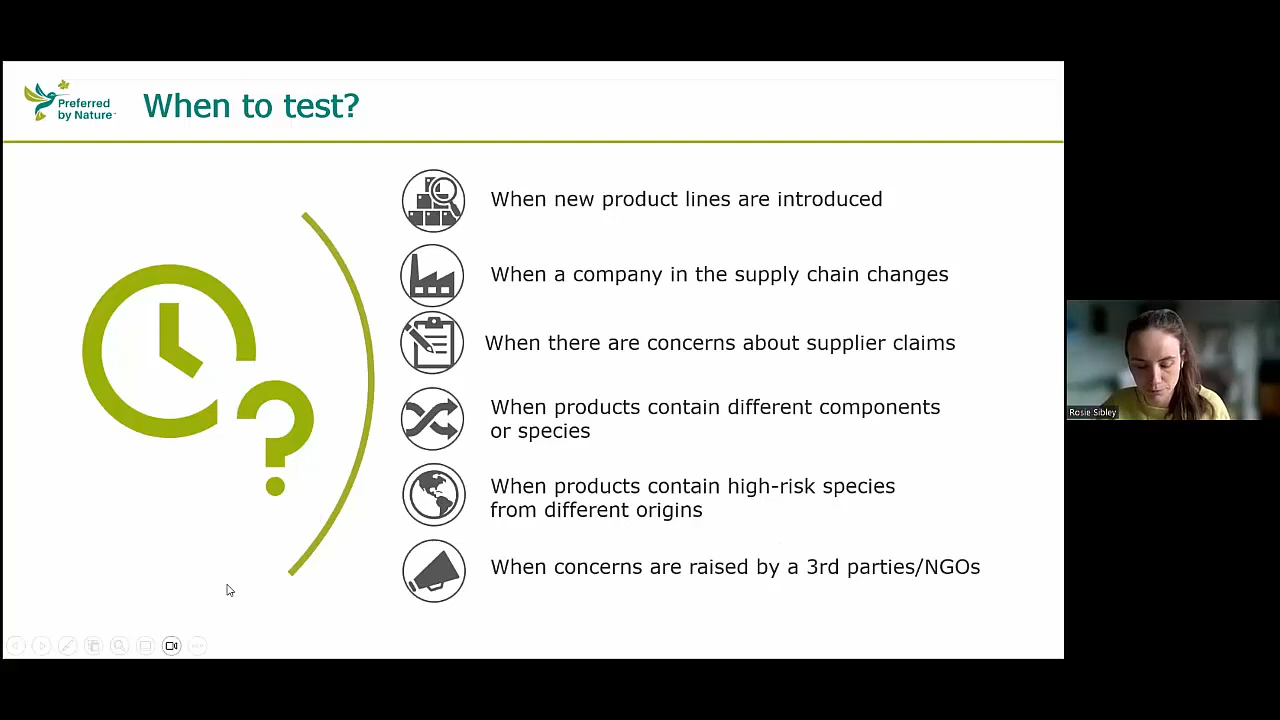 Preferred
by Nature™
When to test?
When new product lines are introduced
When a company in the supply chain changes
When there are concerns about supplier claims
When products contain different components
or species
When products contain high-risk species
from different origins
When concerns are raised by a 3rd parties/NGOs
Rosie Sibley